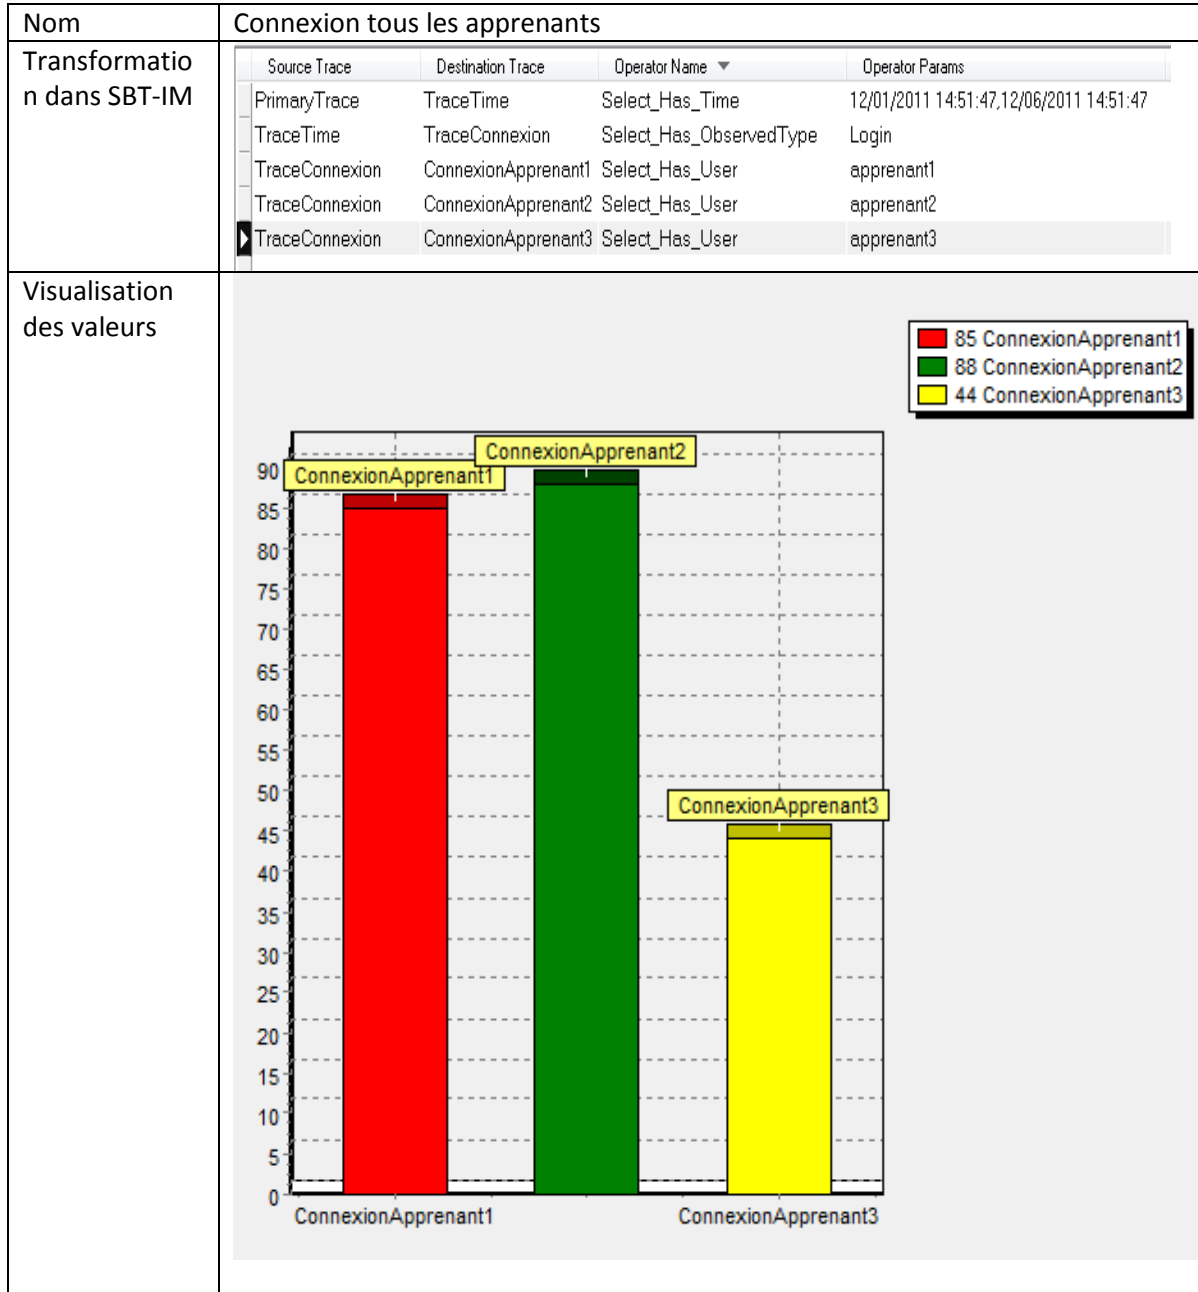 Nom Connexion tous les apprenants
Transformatio
n dans SBT-IM
Source Trace Destination Trace Operator Name Operator Params
PrimaryTrace TraceTime Select_Has_Time 12/01/2011 14:51:47,12/06/2011 14:51:47
TraceTime TraceConnexion Select_Has_ObservedType Login
TraceConnexion ConnexionApprenant1 Select_Has_User apprenant1
TraceConnexion ConnexionApprenant2 Select_Has_User apprenant2
TraceConnexion ConnexionApprenant3 Select_Has_User apprenant3
Visualisation
des valeurs
85 ConnexionApprenant1
88 ConnexionApprenant2
44 ConnexionApprenant3
ConnexionApprenant2
ConnexionApprenant1
ConnexionApprenant3
90
85
80
75
70
65
60
55
50
45
40
35
30
25
20
15
10
5
0
ConnexionApprenant1 ConnexionApprenant3